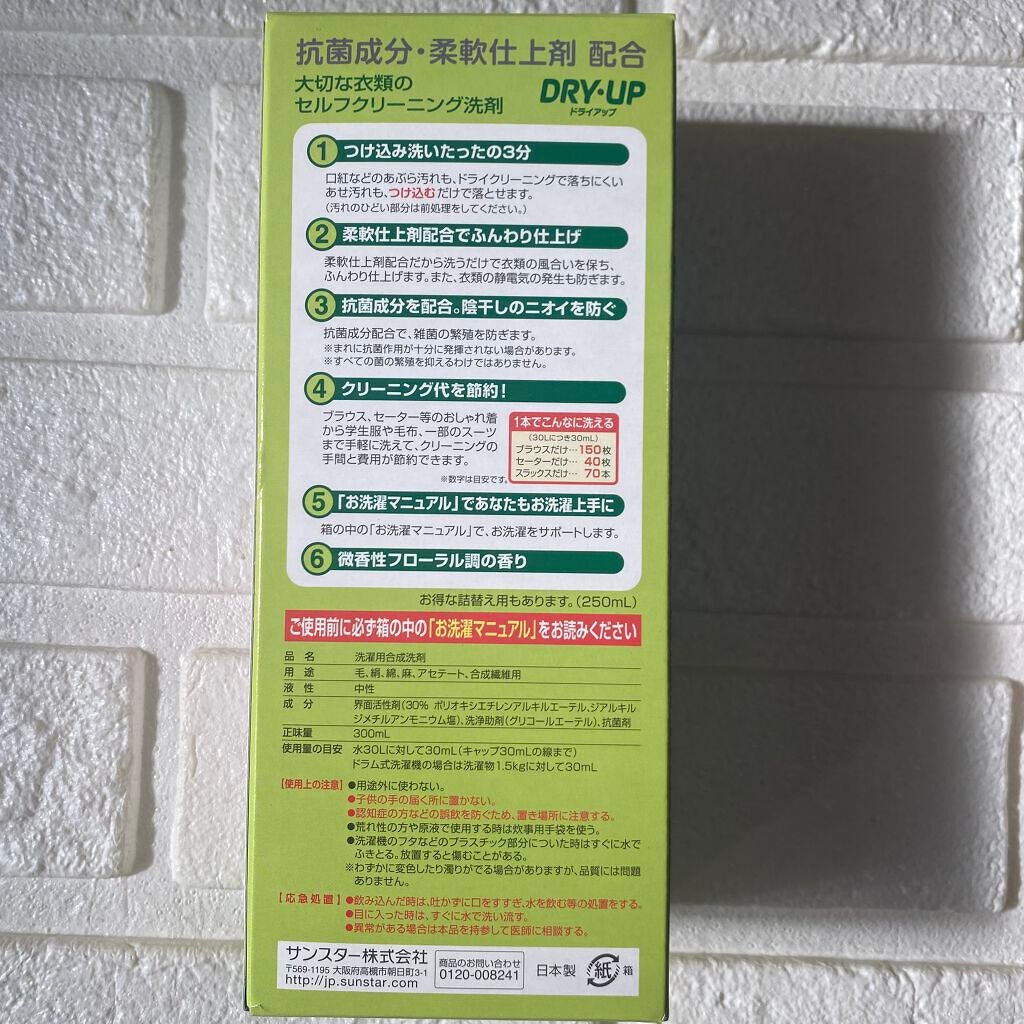 抗菌成分・柔軟仕上剤 配合
大切な衣類の
セルフクリーニング洗剤
DRY・UP
ドライアップ
1 つけ込み洗いたったの3分
口紅などのあぶら汚れも、ドライクリーニングで落ちにくい
あせ汚れも、つけ込むだけで落とせます。
(汚れのひどい部分は前処理をしてください。)
2 柔軟仕上剤配合でふんわり仕上げ
柔軟仕上剤配合だから洗うだけで衣類の風合いを保ち、
ふんわり仕上げます。また、衣類の静電気の発生も防ぎます。
3 抗菌成分を配合。陰干しのニオイを防ぐ
抗菌成分配合で、雑菌の繁殖を防ぎます。
※まれに抗菌作用が十分に発揮されない場合があります。
※すべての菌の繁殖を抑えるわけではありません。
4 クリーニング代を節約!
ブラウス、セーター等のおしゃれ着
から学生服や毛布、一部のスーツ
まで手軽に洗えて、クリーニングの
手間と費用が節約できます。
1本でこんなに洗える
(30Lにつき30mL)
ブラウスだけ…150枚
セーターだけ… 40枚
スラックスだけ… 70本
※数字は目安です。
5 「お洗濯マニュアル」であなたもお洗濯上手に
箱の中の「お洗濯マニュアル」で、お洗濯をサポートします。
6 微香性フローラル調の香り
お得な詰替え用もあります。(250mL)
ご使用前に必ず箱の中の「お洗濯マニュアル」をお読みください
品 名 洗濯用合成洗剤
用 途 毛、絹、綿、麻、アセテート、合成繊維用
液 性 中性
成 分 界面活性剤(30% ポリオキシエチレンアルキルエーテル、ジアルキル
ジメチルアンモニウム塩)、洗浄助剤(グリコールエーテル)、抗菌剤
正味量 300mL
使用量の目安 水30Lに対して30mL(キャップ30mLの線まで)
ドラム式洗濯機の場合は洗濯物1.5kgに対して30mL
【使用上の注意】●用途外に使わない。
●子供の手の届く所に置かない。
●認知症の方などの誤飲を防ぐため、置き場所に注意する。
●荒れ性の方や原液で使用する時は炊事用手袋を使う。
●洗濯機のフタなどのプラスチック部分についた時はすぐに水で
ふきとる。放置すると傷むことがある。
※わずかに変色したり濁りがでる場合がありますが、品質には問題
ありません。
【応急処置】●飲み込んだ時は、吐かずに口をすすぎ、水を飲む等の処置をする。
●目に入った時は、すぐに水で洗い流す。
●異常がある場合は本品を持参して医師に相談する。
サンスター株式会社
〒569-1195 大阪府高槻市朝日町3-1
http://jp.sunstar.com
商品のお問い合わせ
0120-008241
日本製
紙 箱